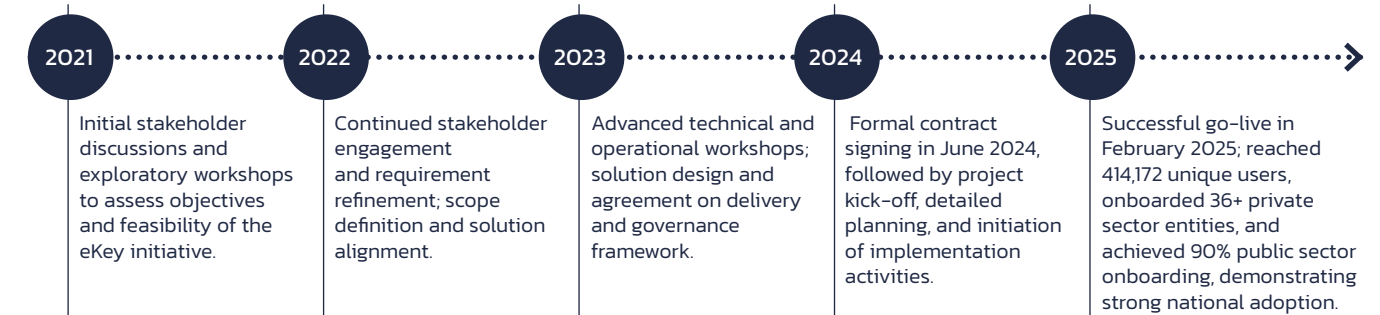 2021
2022
2023
2024
2025
Initial stakeholder
discussions and
exploratory workshops
to assess objectives
and feasibility of the
eKey initiative.
Continued stakeholder
engagement
and requirement
refinement; scope
definition and solution
alignment.
Advanced technical and
operational workshops;
solution design and
agreement on delivery
and governance
framework.
Formal contract
signing in June 2024,
followed by project
kick-off, detailed
planning, and initiation
of implementation
activities.
Successful go-live in
February 2025; reached
414,172 unique users,
onboarded 36+ private
sector entities, and
achieved 90% public sector
onboarding, demonstrating
strong national adoption.